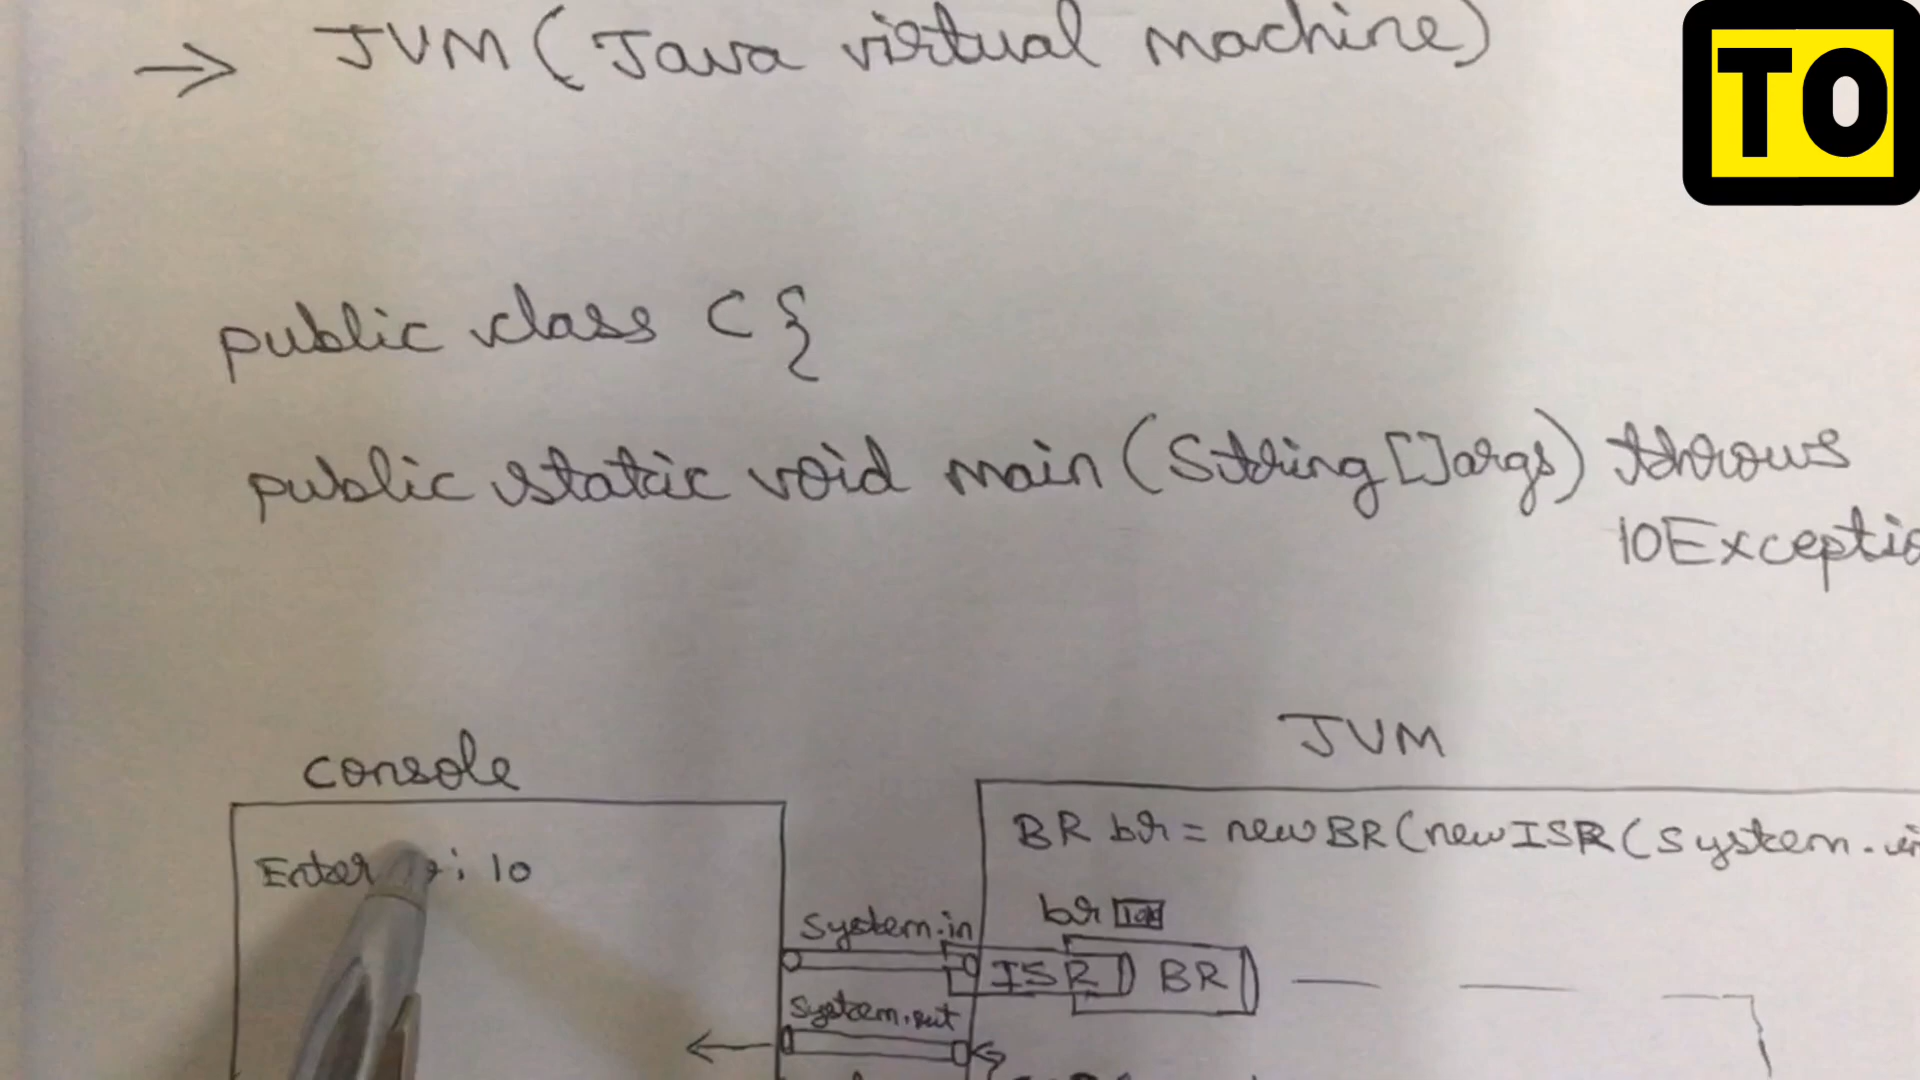 → JVM (Java virtual machine)
TO
public class C {
public static void main (String []args) throws
IOExceptio
JVM
console
BR br = new BR (new ISR (System.in
Enter : 10
br
System.in
ISR BR
System.out